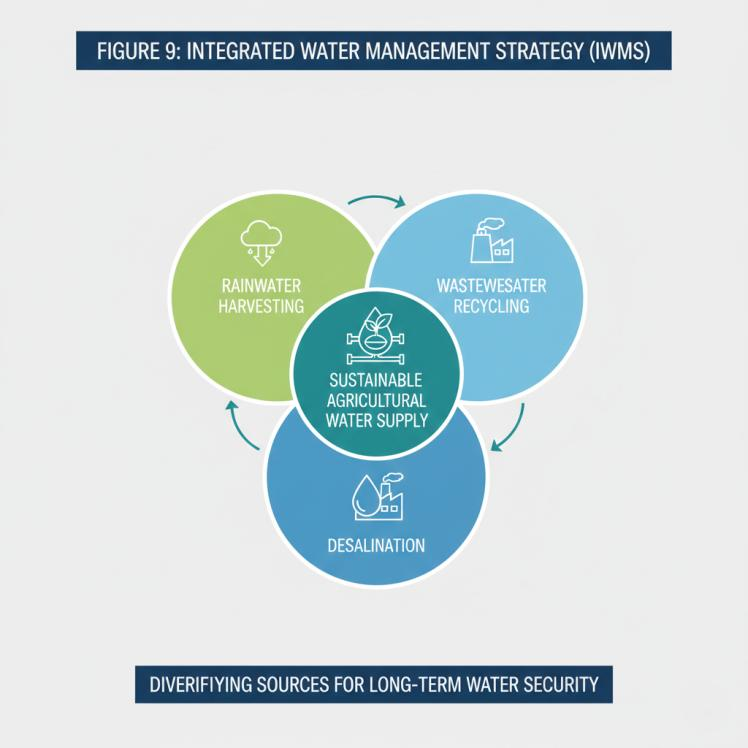 FIGURE 9: INTEGRATED WATER MANAGEMENT STRATEGY (IWMS)
RAINWATER
HARVESTING
WASTEWESATER
RECYCLING
SUSTAINABLE
AGRICULTURAL
WATER SUPPLY
DESALINATION
DIVERIFIYING SOURCES FOR LONG-TERM WATER SECURITY